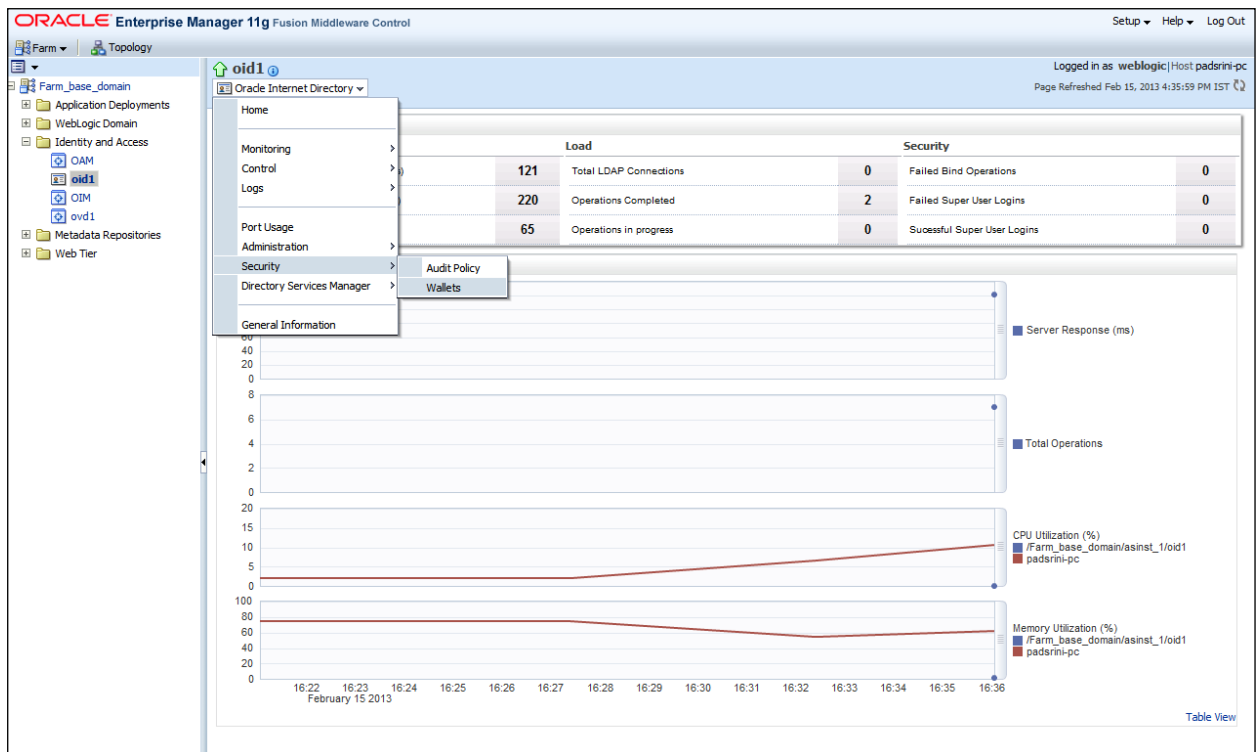 ORACLE Enterprise Manager 11g Fusion Middleware Control
Setup Help Log Out
Farm Topology
Farm_base_domain
Application Deployments
WebLogic Domain
Identity and Access
OAM
oid1
OIM
ovd1
Metadata Repositories
Web Tier
oid1
Logged in as weblogic|Host padsrini-pc
Oracle Internet Directory
Page Refreshed Feb 15, 2013 4:35:59 PM IST
Home
Monitoring
Control
Logs
Port Usage
Administration
Security
Directory Services Manager
General Information
Audit Policy
Wallets
121
220
65
Load
Total LDAP Connections 0
Operations Completed 2
Operations in progress 0
Security
Failed Bind Operations 0
Failed Super User Logins 0
Sucessful Super User Logins 0
40
20
0
Server Response (ms)
8
6
4
2
0
Total Operations
20
15
10
5
0
CPU Utilization (%)
/Farm_base_domain/asinst_1/oid1
padsrini-pc
100
80
60
40
20
0
Memory Utilization (%)
/Farm_base_domain/asinst_1/oid1
padsrini-pc
16:22 16:23 16:24 16:25 16:26 16:27 16:28 16:29 16:30 16:31 16:32 16:33 16:34 16:35 16:36
February 15 2013
Table View